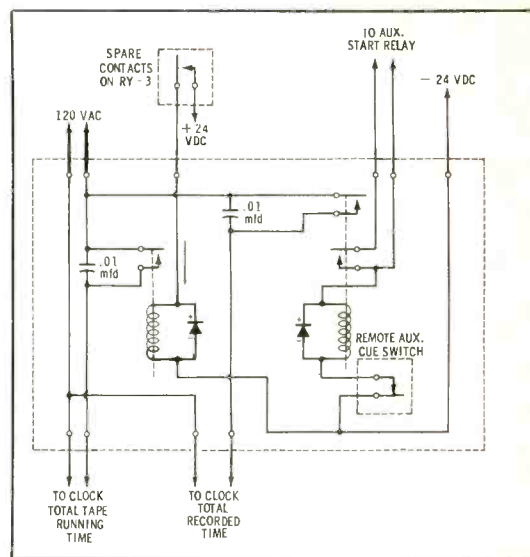 SPARE
CONTACTS
ON RY-3
TO AUX.
START RELAY
- 24 VDC
120 VAC
+ 24
VDC
.01
mfd
.01
mfd
+
-
+
-
REMOTE AUX.
CUE SWITCH
TO CLOCK
TOTAL TAPE
RUNNING
TIME
TO CLOCK
TOTAL
RECORDED
TIME